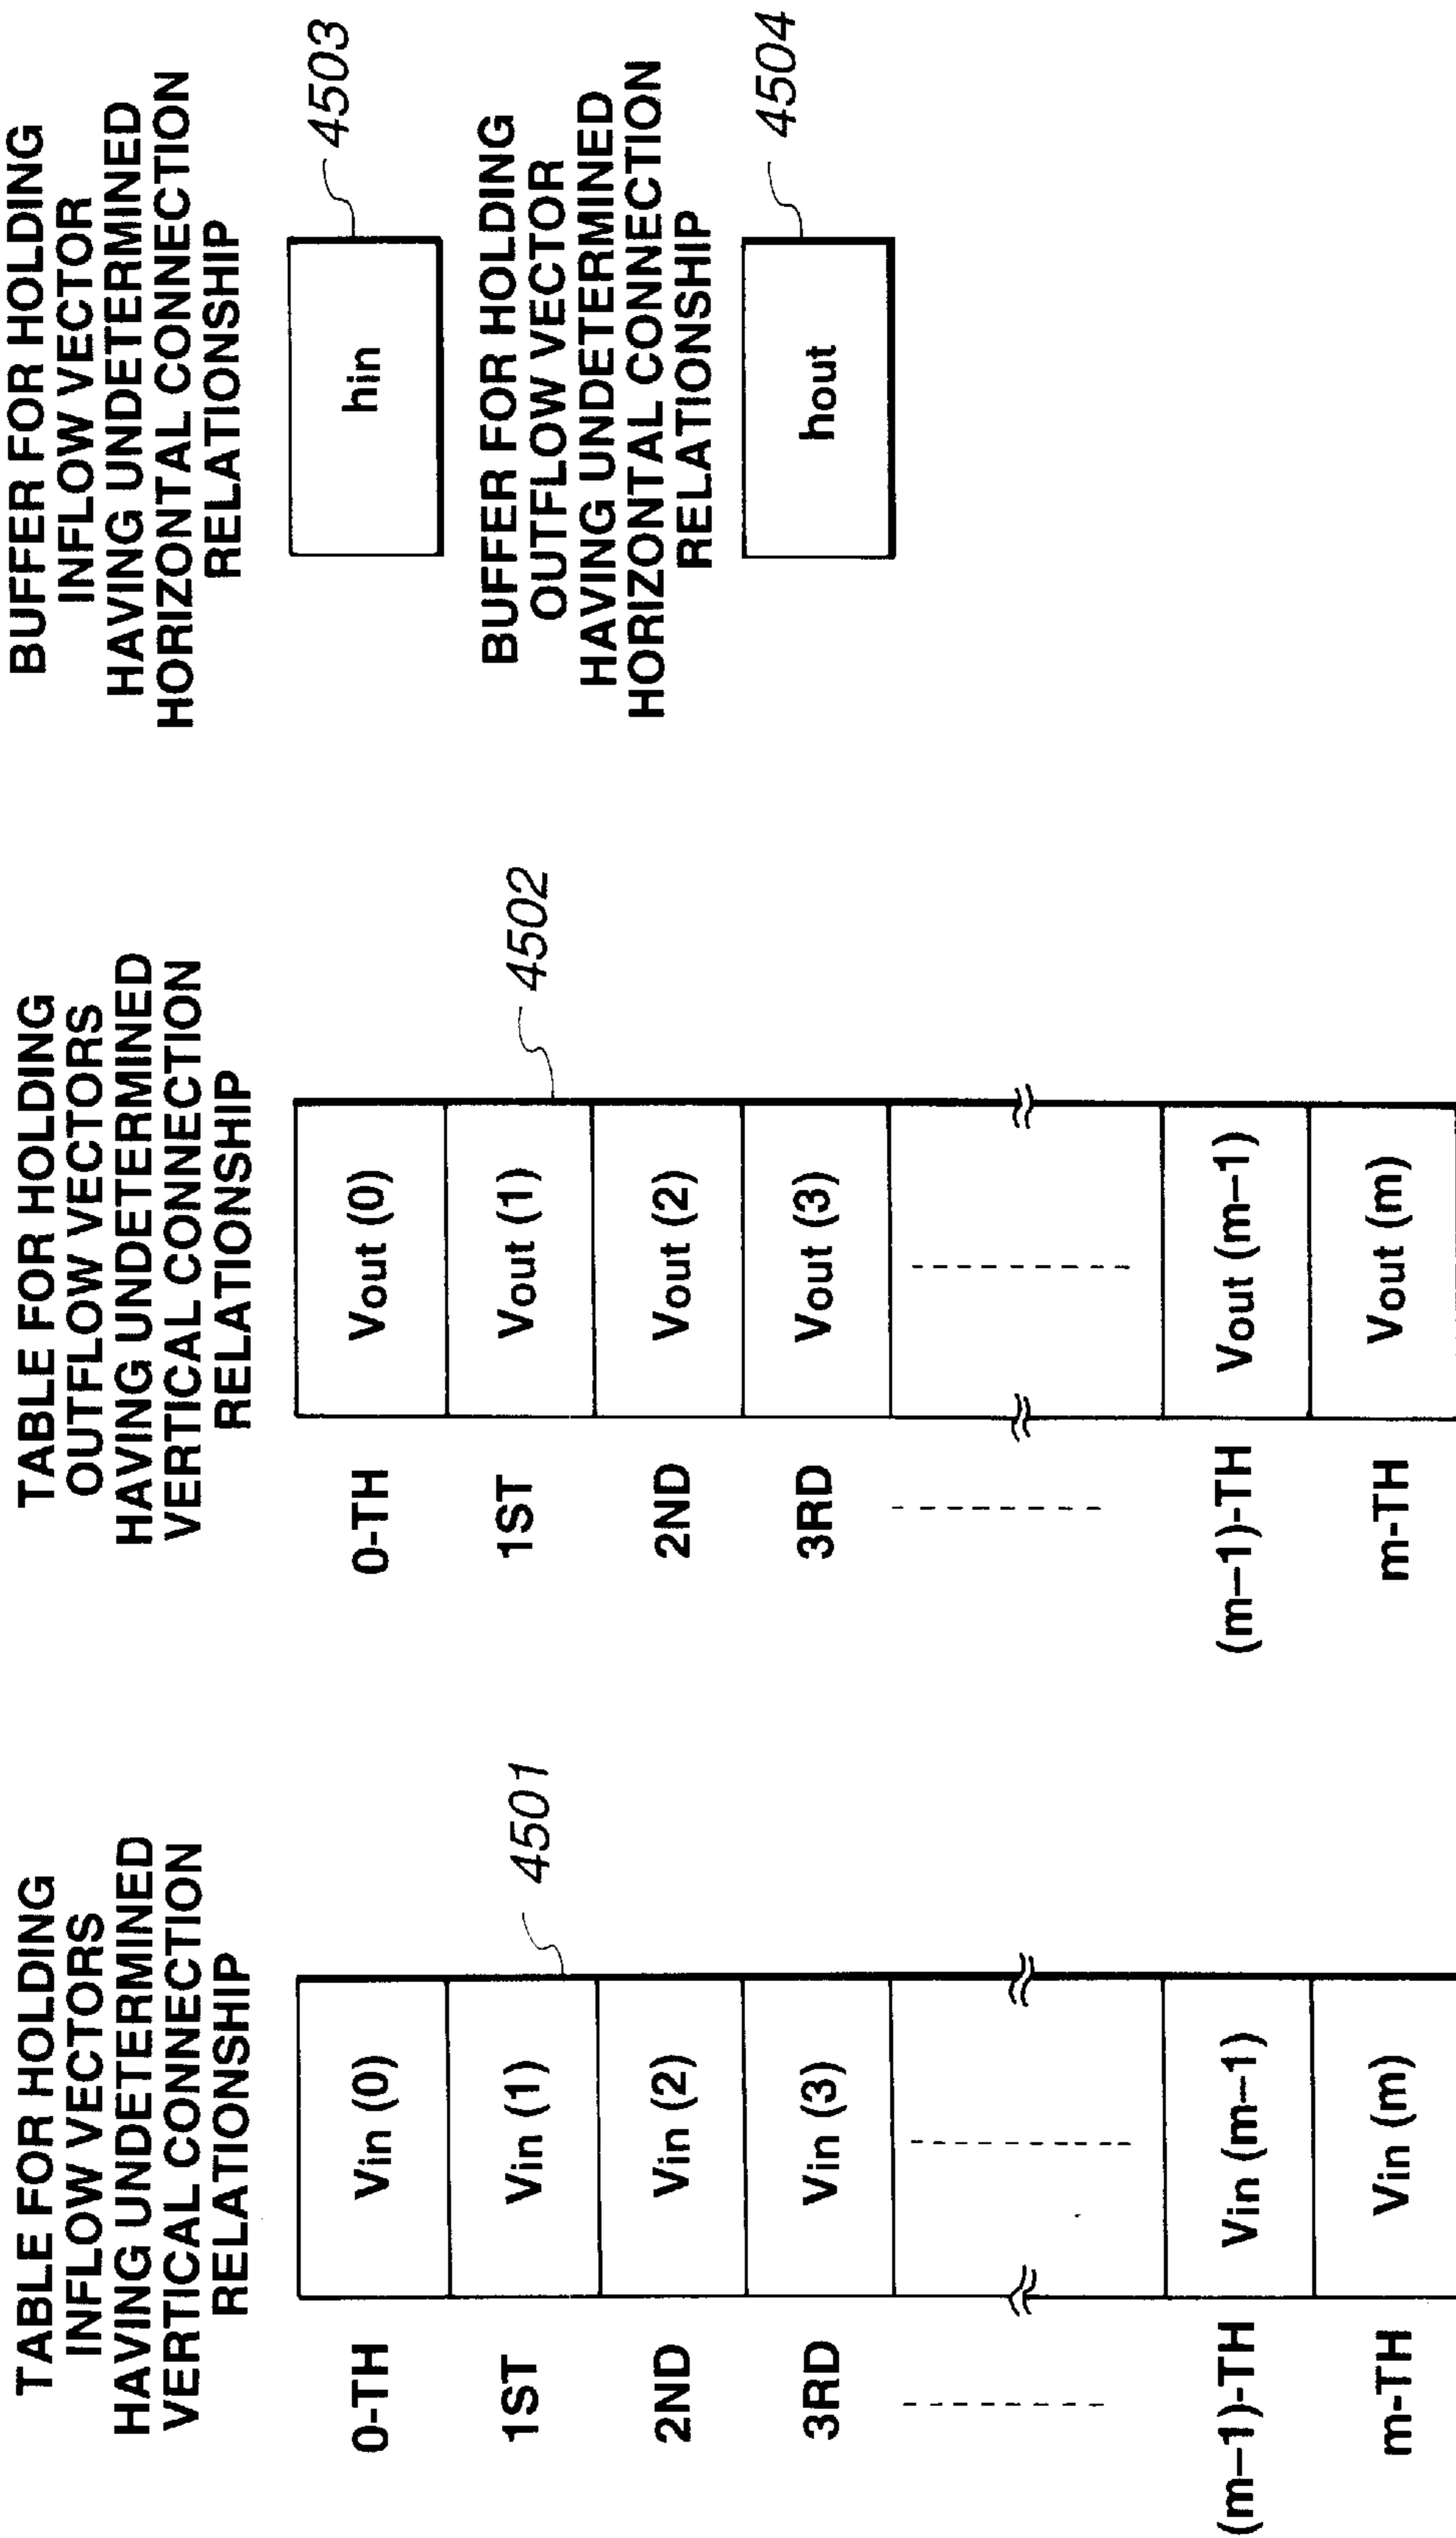 TABLE FOR HOLDING
INFLOW VECTORS
HAVING UNDETERMINED
VERTICAL CONNECTION
RELATIONSHIP
4501
0-TH
Vin (0)
1ST
Vin (1)
2ND
Vin (2)
3RD
Vin (3)
(m–1)-TH
Vin (m–1)
m-TH
Vin (m)
TABLE FOR HOLDING
OUTFLOW VECTORS
HAVING UNDETERMINED
VERTICAL CONNECTION
RELATIONSHIP
4502
0-TH
Vout (0)
1ST
Vout (1)
2ND
Vout (2)
3RD
Vout (3)
(m–1)-TH
Vout (m–1)
m-TH
Vout (m)
BUFFER FOR HOLDING
INFLOW VECTOR
HAVING UNDETERMINED
HORIZONTAL CONNECTION
RELATIONSHIP
4503
hin
BUFFER FOR HOLDING
OUTFLOW VECTOR
HAVING UNDETERMINED
HORIZONTAL CONNECTION
RELATIONSHIP
4504
hout